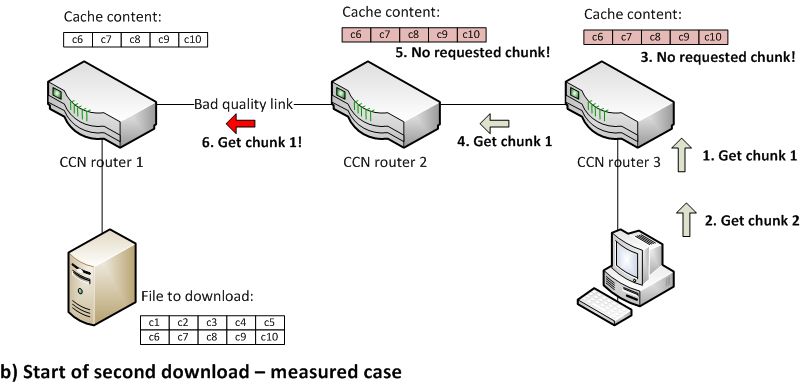 Cache content:
c6 c7 c8 c9 c10
Cache content:
c6 c7 c8 c9 c10
5. No requested chunk!
Cache content:
c6 c7 c8 c9 c10
3. No requested chunk!
Bad quality link
6. Get chunk 1!
4. Get chunk 1
CCN router 1
CCN router 2
CCN router 3
1. Get chunk 1
2. Get chunk 2
File to download:
c1 c2 c3 c4 c5
c6 c7 c8 c9 c10
b) Start of second download – measured case